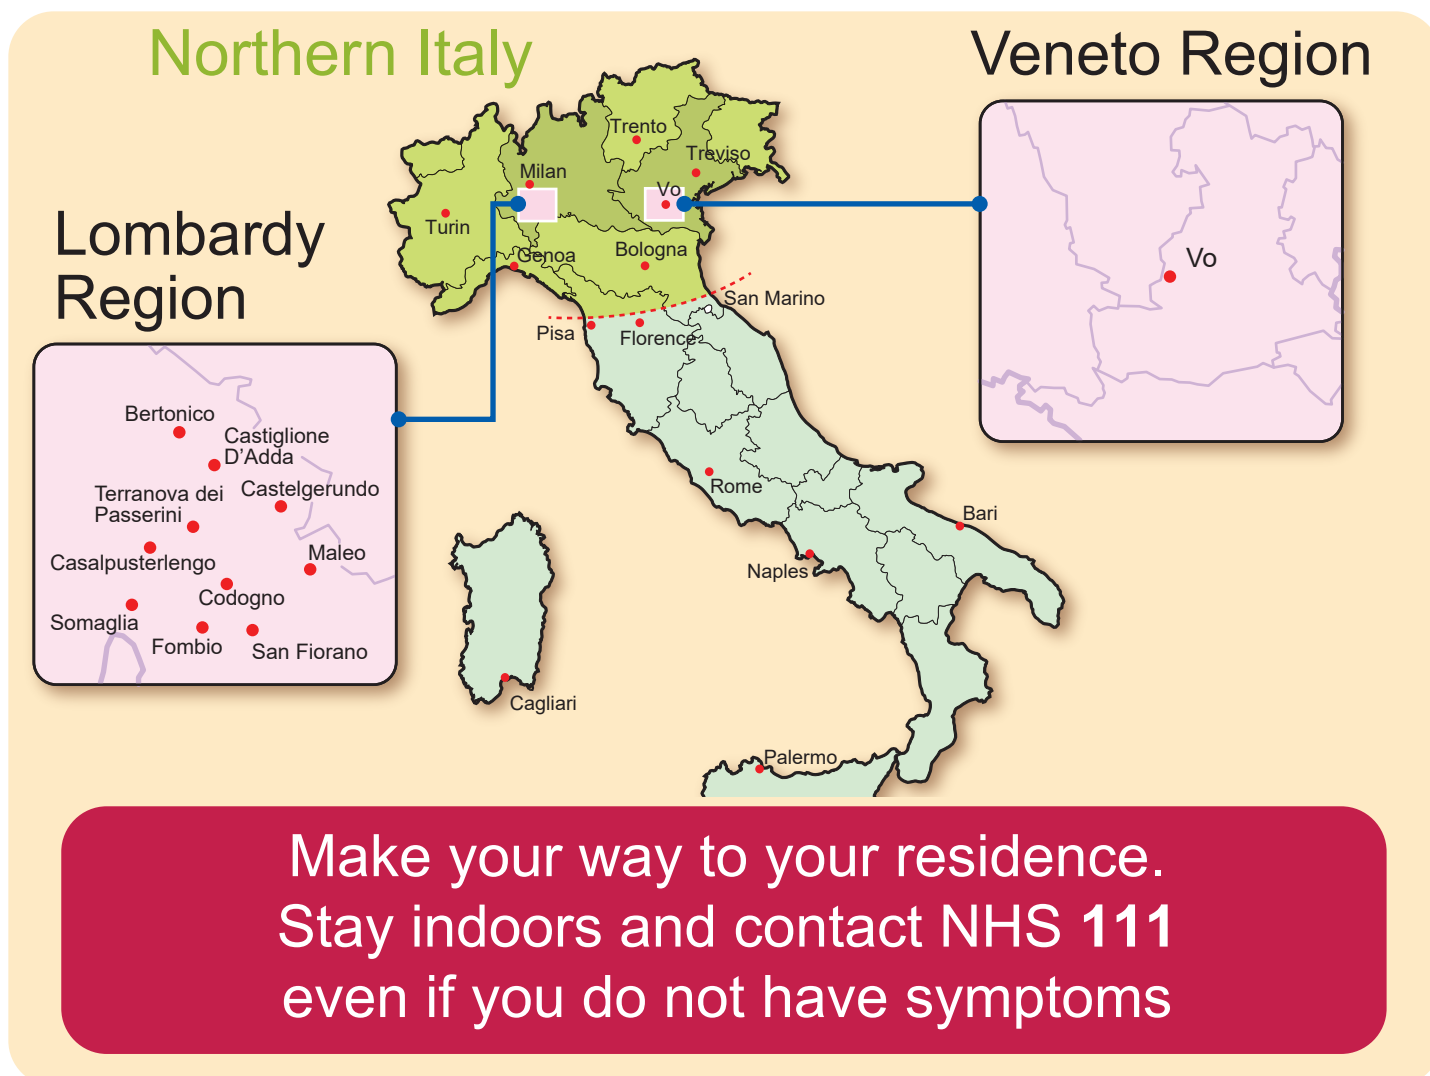 Northern Italy
Veneto Region
Trento
Treviso
Milan
Vo
Turin
Genoa
Bologna
San Marino
Pisa
Florence
Rome
Bari
Naples
Cagliari
Palermo
Vo
Lombardy
Region
Bertonico
Castiglione
D'Adda
Terranova dei
Passerini
Castelgerundo
Casalpusterlengo
Maleo
Codogno
Somaglia
Fombio
San Fiorano
Make your way to your residence.
Stay indoors and contact NHS 111
even if you do not have symptoms